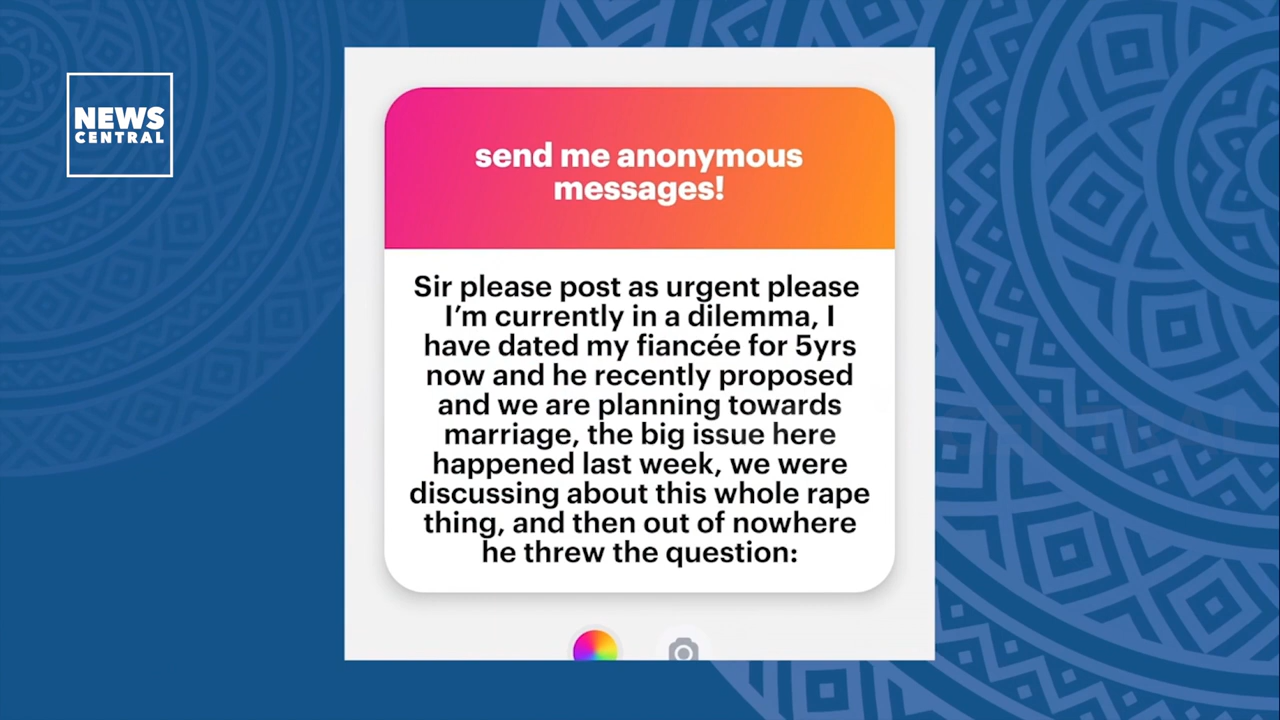 NEWS
CENTRAL
send me anonymous
messages!
Sir please post as urgent please
I'm currently in a dilemma, I
have dated my fiancée for 5yrs
now and he recently proposed
and we are planning towards
marriage, the big issue here
happened last week, we were
discussing about this whole rape
thing, and then out of nowhere
he threw the question: